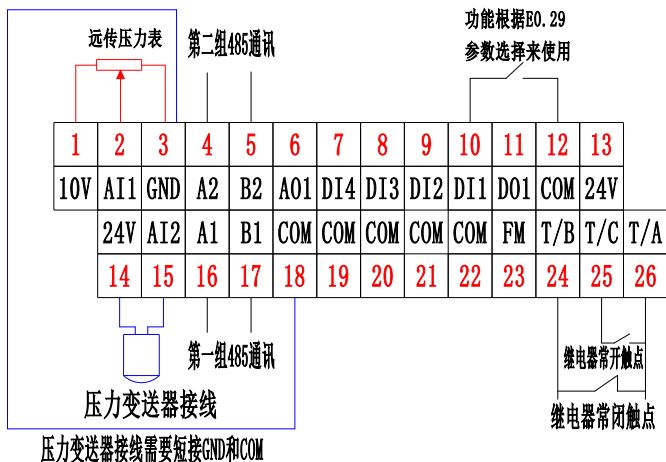 功能根据E0.29
参数选择来使用
远传压力表
第二组485通讯
1 2 3 4 5 6 7 8 9 10 11 12 13
10V AI1 GND A2 B2 AO1 DI4 DI3 DI2 DI1 DO1 COM 24V
24V AI2 A1 B1 COM COM COM COM COM FM T/B T/C T/A
14 15 16 17 18 19 20 21 22 23 24 25 26
第一组485通讯
继电器常开触点
压力变送器接线
继电器常闭触点
压力变送器接线需要短接GND和COM